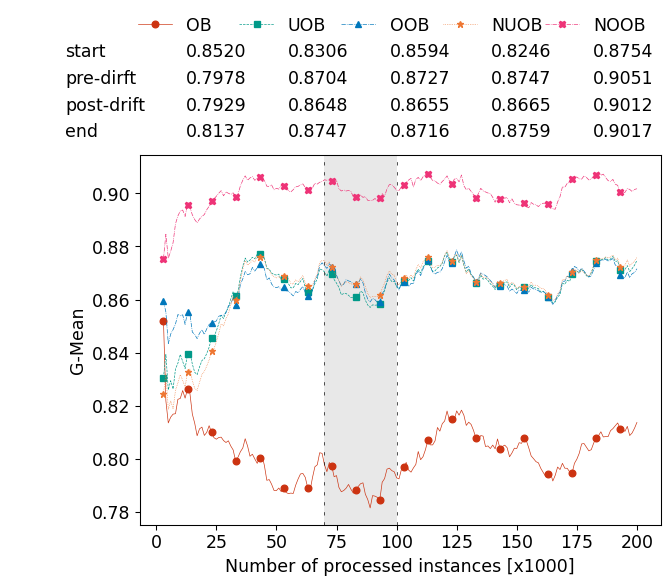 OB UOB OOB NUOB NOOB
start 0.8520 0.8306 0.8594 0.8246 0.8754
pre-dirft 0.7978 0.8704 0.8727 0.8747 0.9051
post-drift 0.7929 0.8648 0.8655 0.8665 0.9012
end 0.8137 0.8747 0.8716 0.8759 0.9017
0.90
0.88
0.86
0.84
0.82
0.80
0.78
G-Mean
0 25 50 75 100 125 150 175 200
Number of processed instances [x1000]